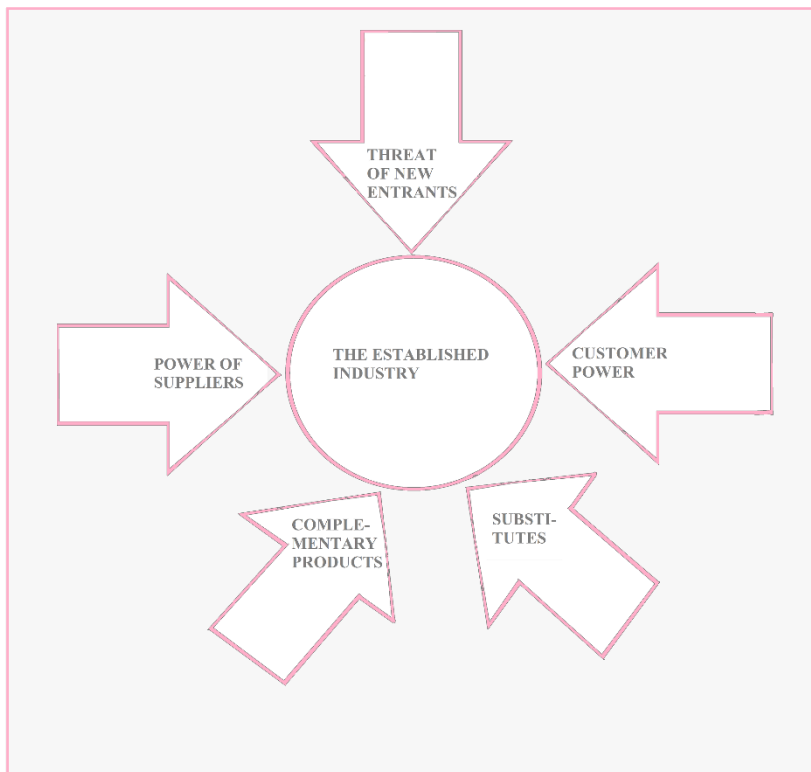 THREAT
OF NEW
ENTRANTS
POWER OF
SUPPLIERS
THE ESTABLISHED
INDUSTRY
CUSTOMER
POWER
COMPLE-
MENTARY
PRODUCTS
SUBSTI-
TUTES